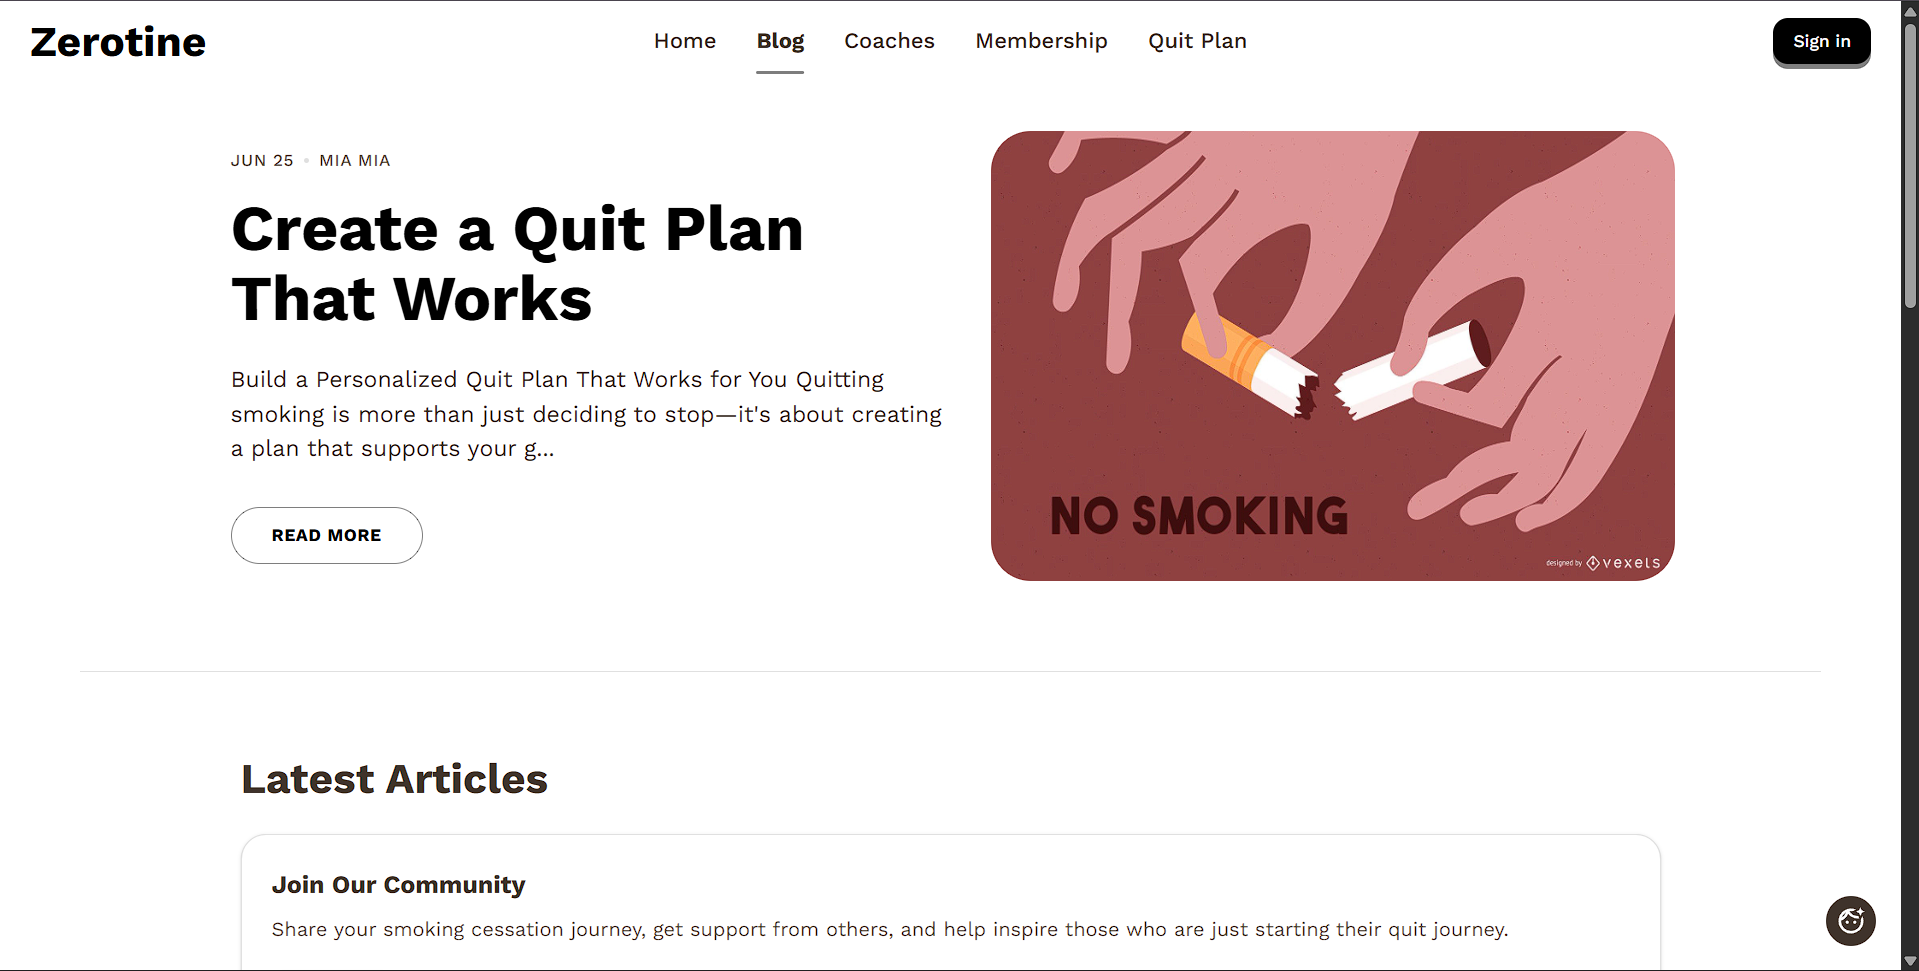 Zerotine
Home
Blog
Coaches
Membership
Quit Plan
Sign in
JUN 25 • MIA MIA
Create a Quit Plan
That Works
Build a Personalized Quit Plan That Works for You Quitting
smoking is more than just deciding to stop—it's about creating
a plan that supports your g...
READ MORE
NO SMOKING
designed by vexels
Latest Articles
Join Our Community
Share your smoking cessation journey, get support from others, and help inspire those who are just starting their quit journey.